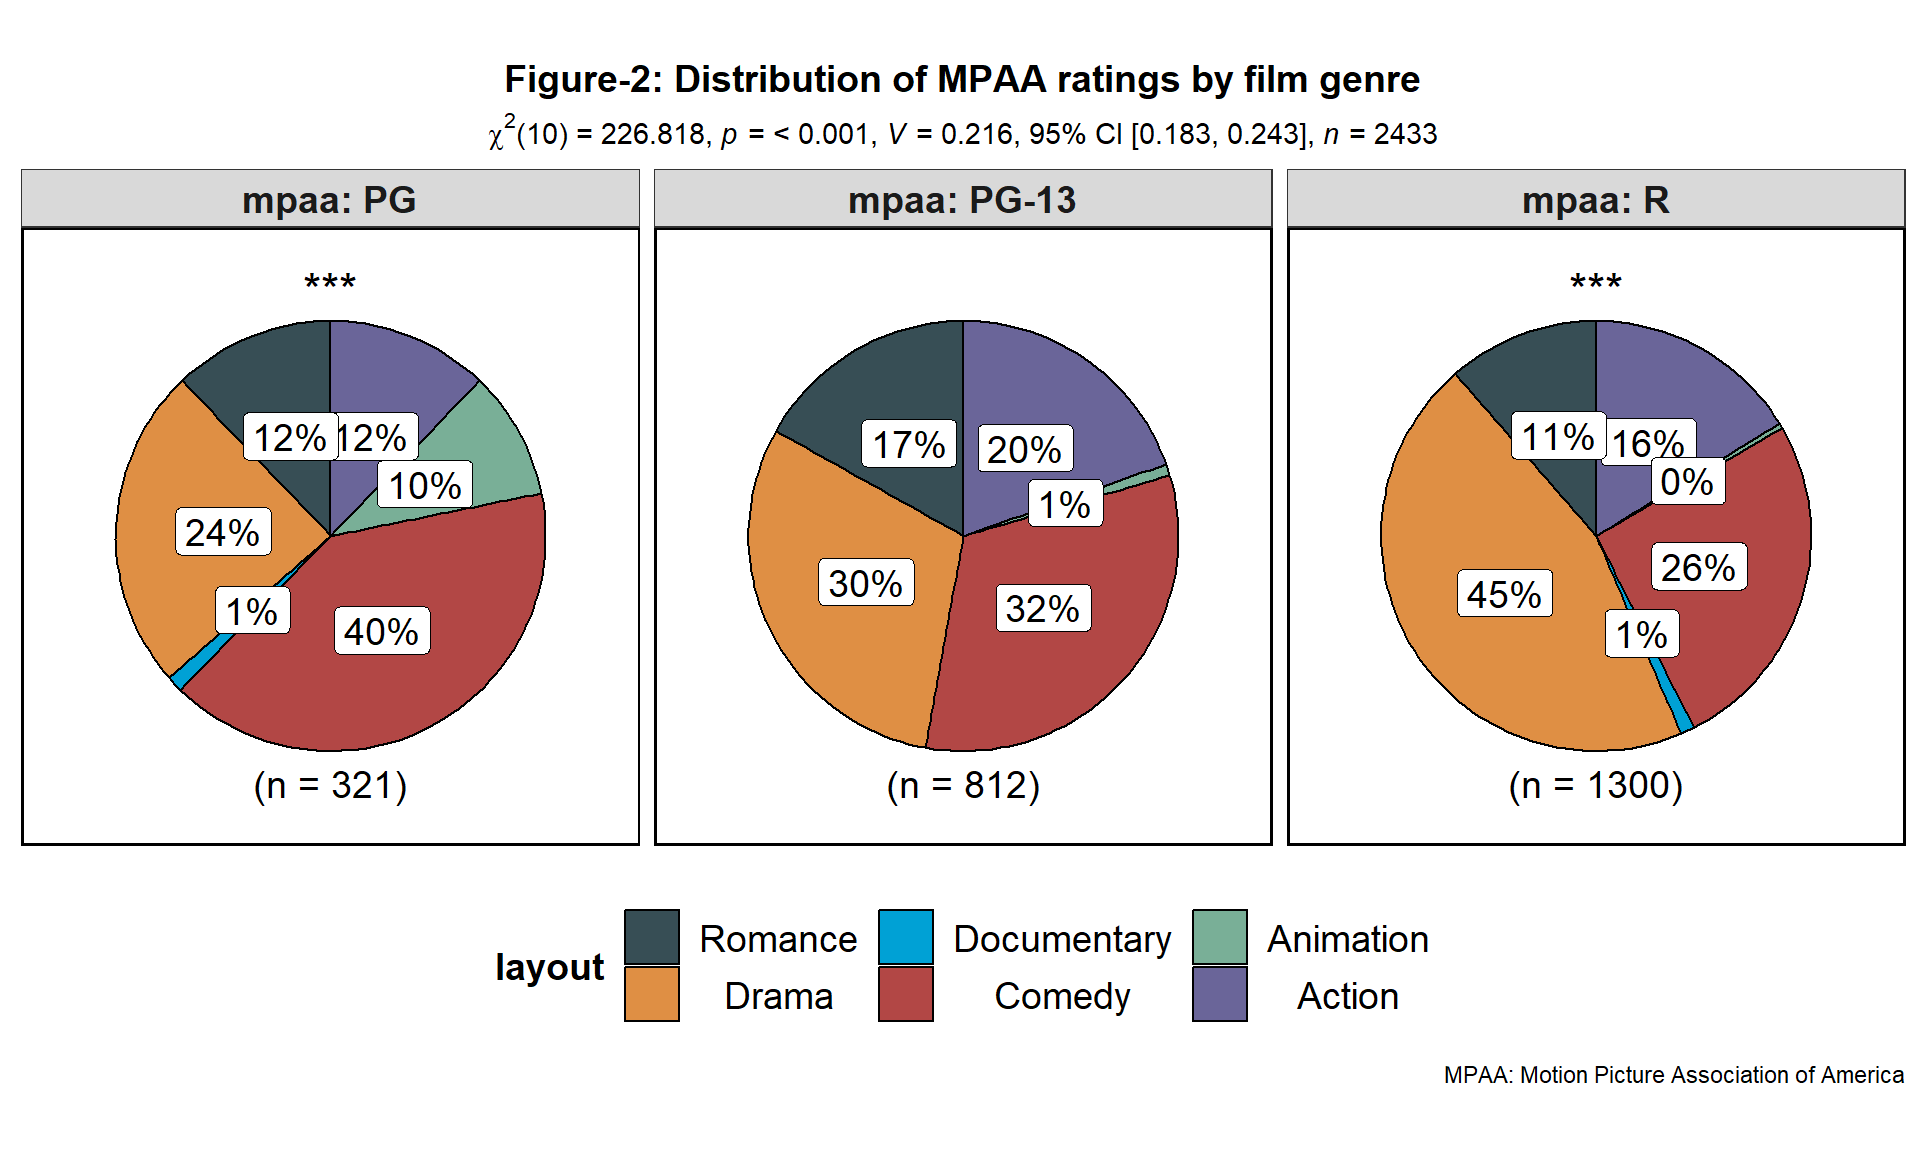 Figure-2: Distribution of MPAA ratings by film genre
χ²(10) = 226.818, p = < 0.001, V = 0.216, 95% CI [0.183, 0.243], n = 2433
mpaa: PG
***
12%
12%
10%
24%
1%
40%
(n = 321)
mpaa: PG-13
17%
20%
1%
30%
32%
(n = 812)
mpaa: R
***
11%
16%
0%
26%
45%
1%
(n = 1300)
layout
Romance
Documentary
Animation
Drama
Comedy
Action
MPAA: Motion Picture Association of America